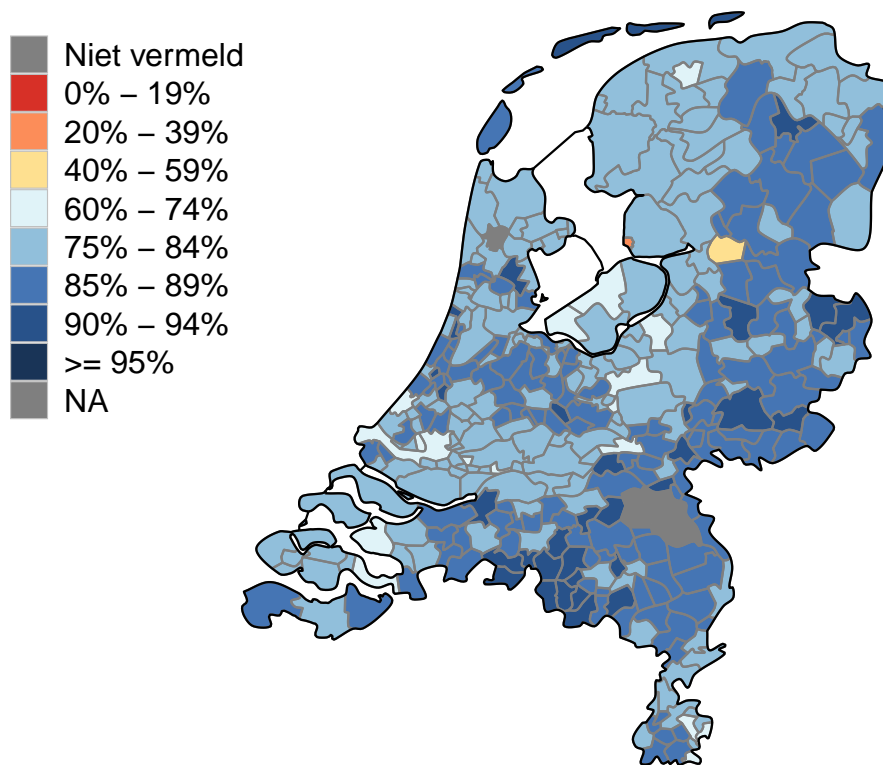 Niet vermeld
0% – 19%
20% – 39%
40% – 59%
60% – 74%
75% – 84%
85% – 89%
90% – 94%
>= 95%
NA